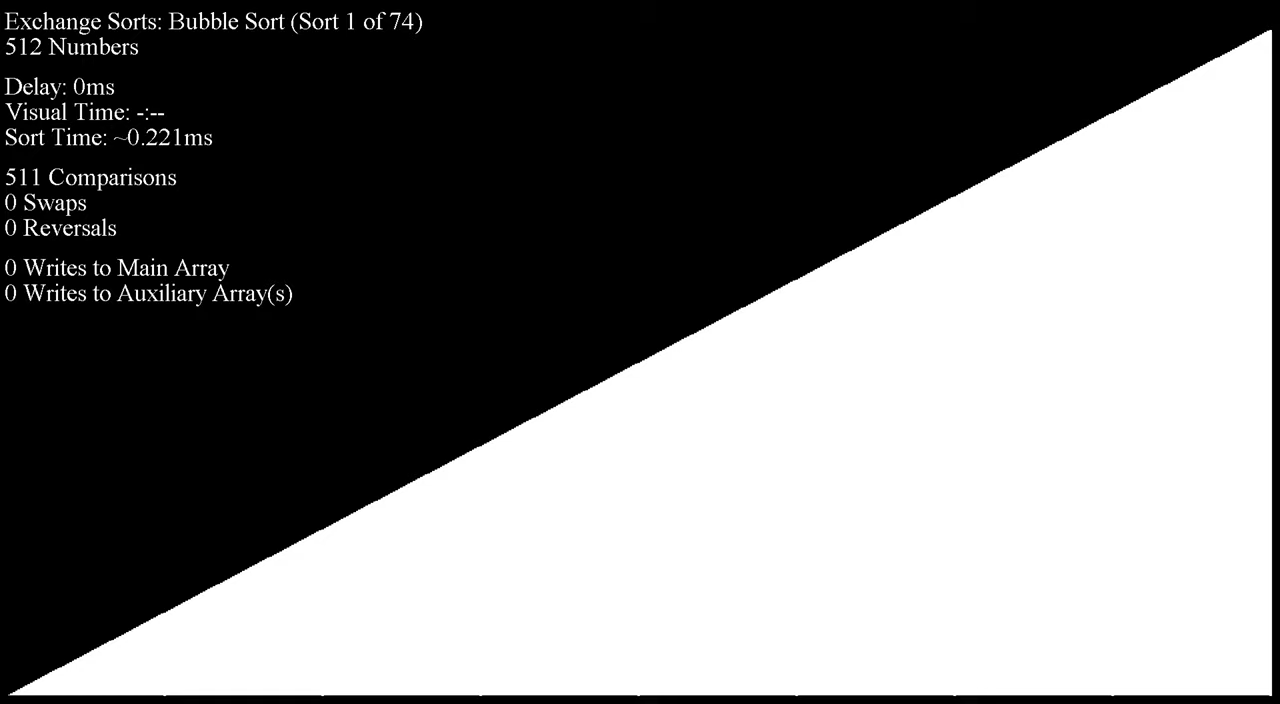 Exchange Sorts: Bubble Sort (Sort 1 of 74)
512 Numbers
Delay: 0ms
Visual Time: -:--
Sort Time: ~0.221ms
511 Comparisons
0 Swaps
0 Reversals
0 Writes to Main Array
0 Writes to Auxiliary Array(s)